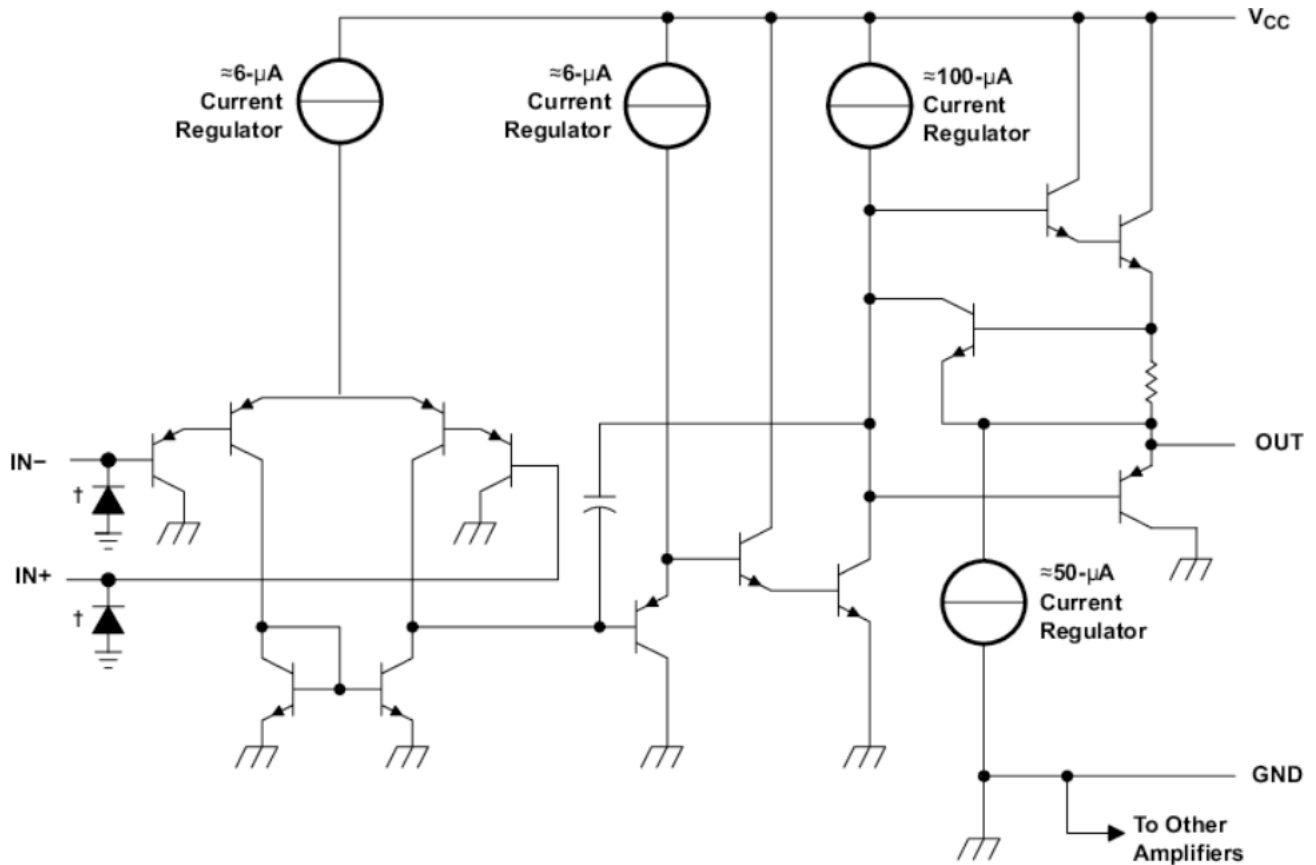 VCC
≈6-µA
Current
Regulator
≈6-µA
Current
Regulator
≈100-µA
Current
Regulator
IN−
†
OUT
IN+
†
≈50-µA
Current
Regulator
GND
To Other
Amplifiers